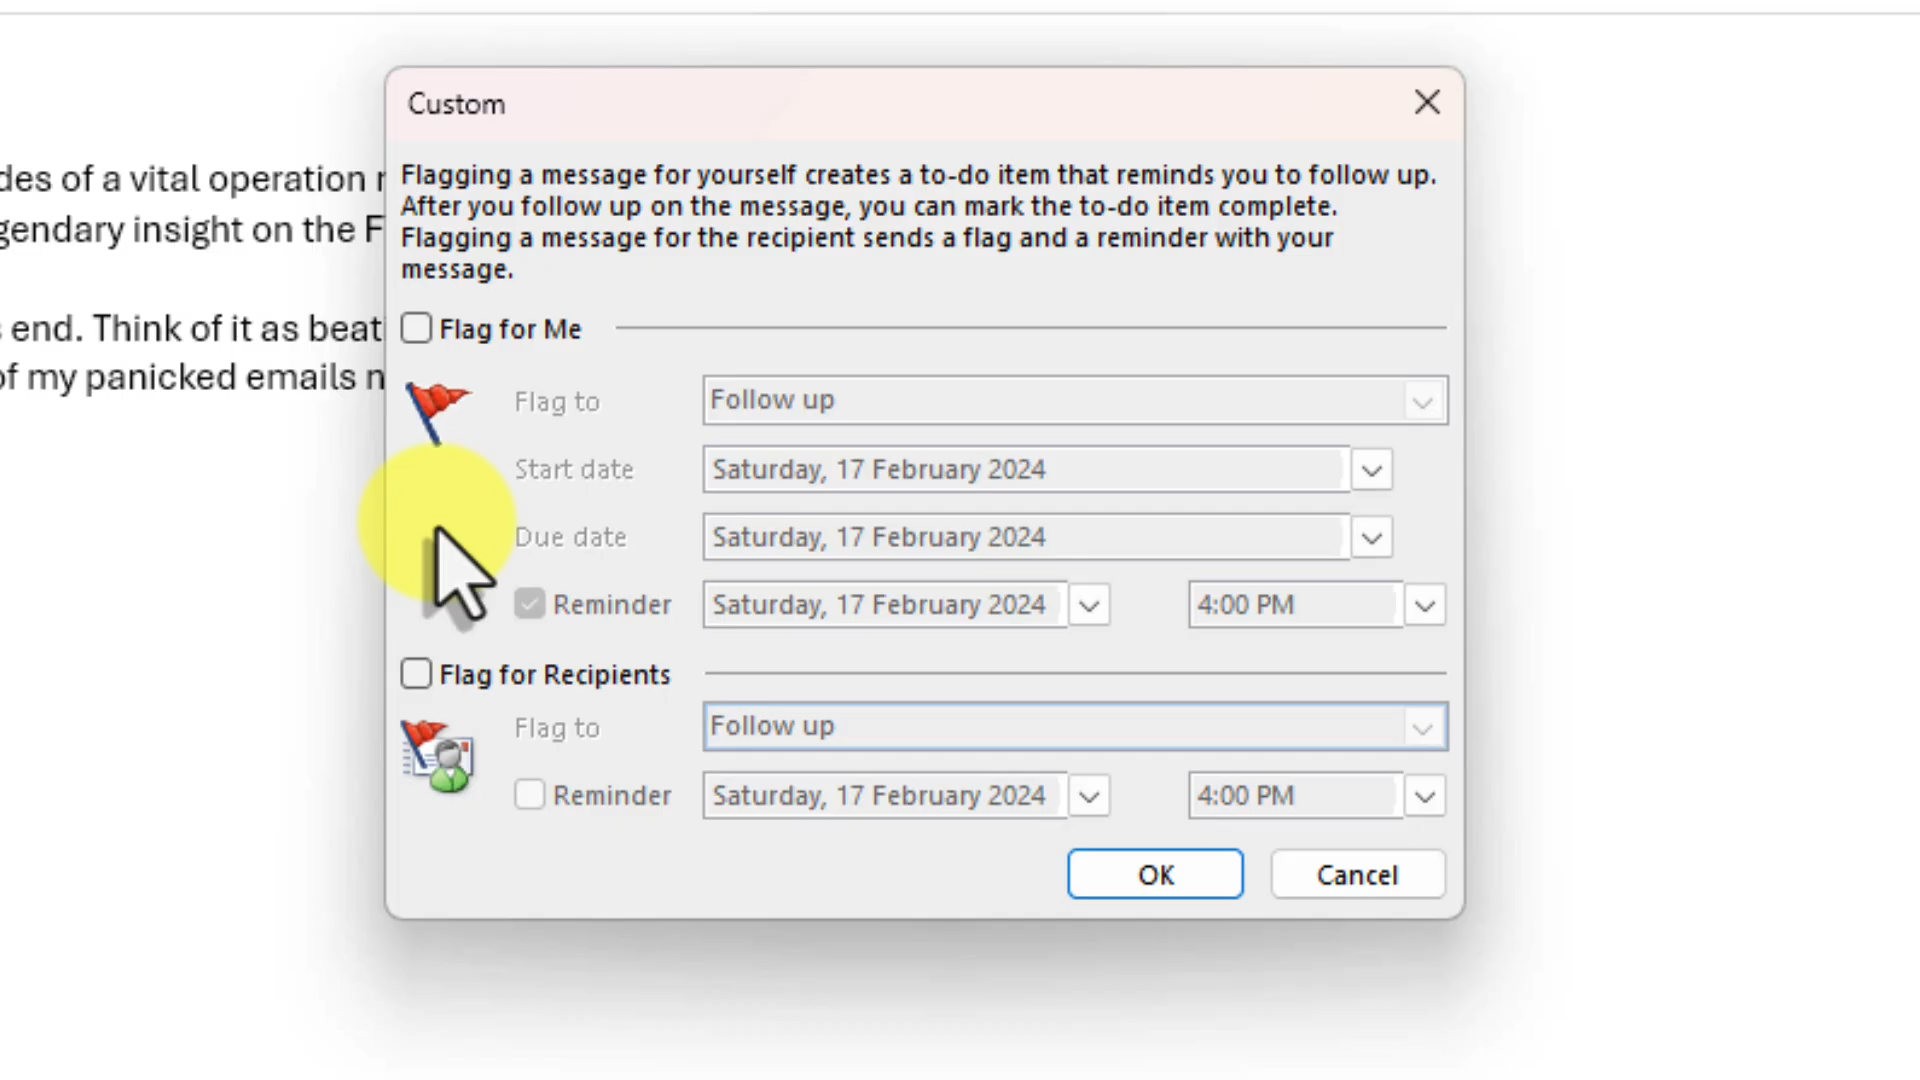 Custom
Flagging a message for yourself creates a to-do item that reminds you to follow up.
After you follow up on the message, you can mark the to-do item complete.
Flagging a message for the recipient sends a flag and a reminder with your
message.
des of a vital operation
gendary insight on the F
end. Think of it as beati
of my panicked emails n
Flag for Me
Flag to Follow up
Start date Saturday, 17 February 2024
Due date Saturday, 17 February 2024
Reminder Saturday, 17 February 2024 4:00 PM
Flag for Recipients
Flag to Follow up
Reminder Saturday, 17 February 2024 4:00 PM
OK Cancel